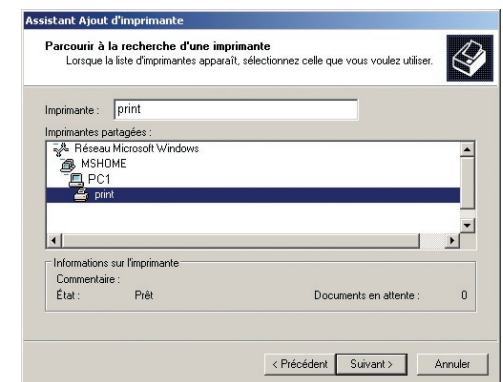 Assistant Ajout d'imprimante
Parcourir à la recherche d'une imprimante
Lorsque la liste d'imprimantes apparaît, sélectionnez celle que vous voulez utiliser.
Imprimante : print
Imprimantes partagées :
Réseau Microsoft Windows
MSHOME
PC1
print
Informations sur l'imprimante
Commentaire :
État : Prêt Documents en attente : 0
< Précédent Suivant > Annuler